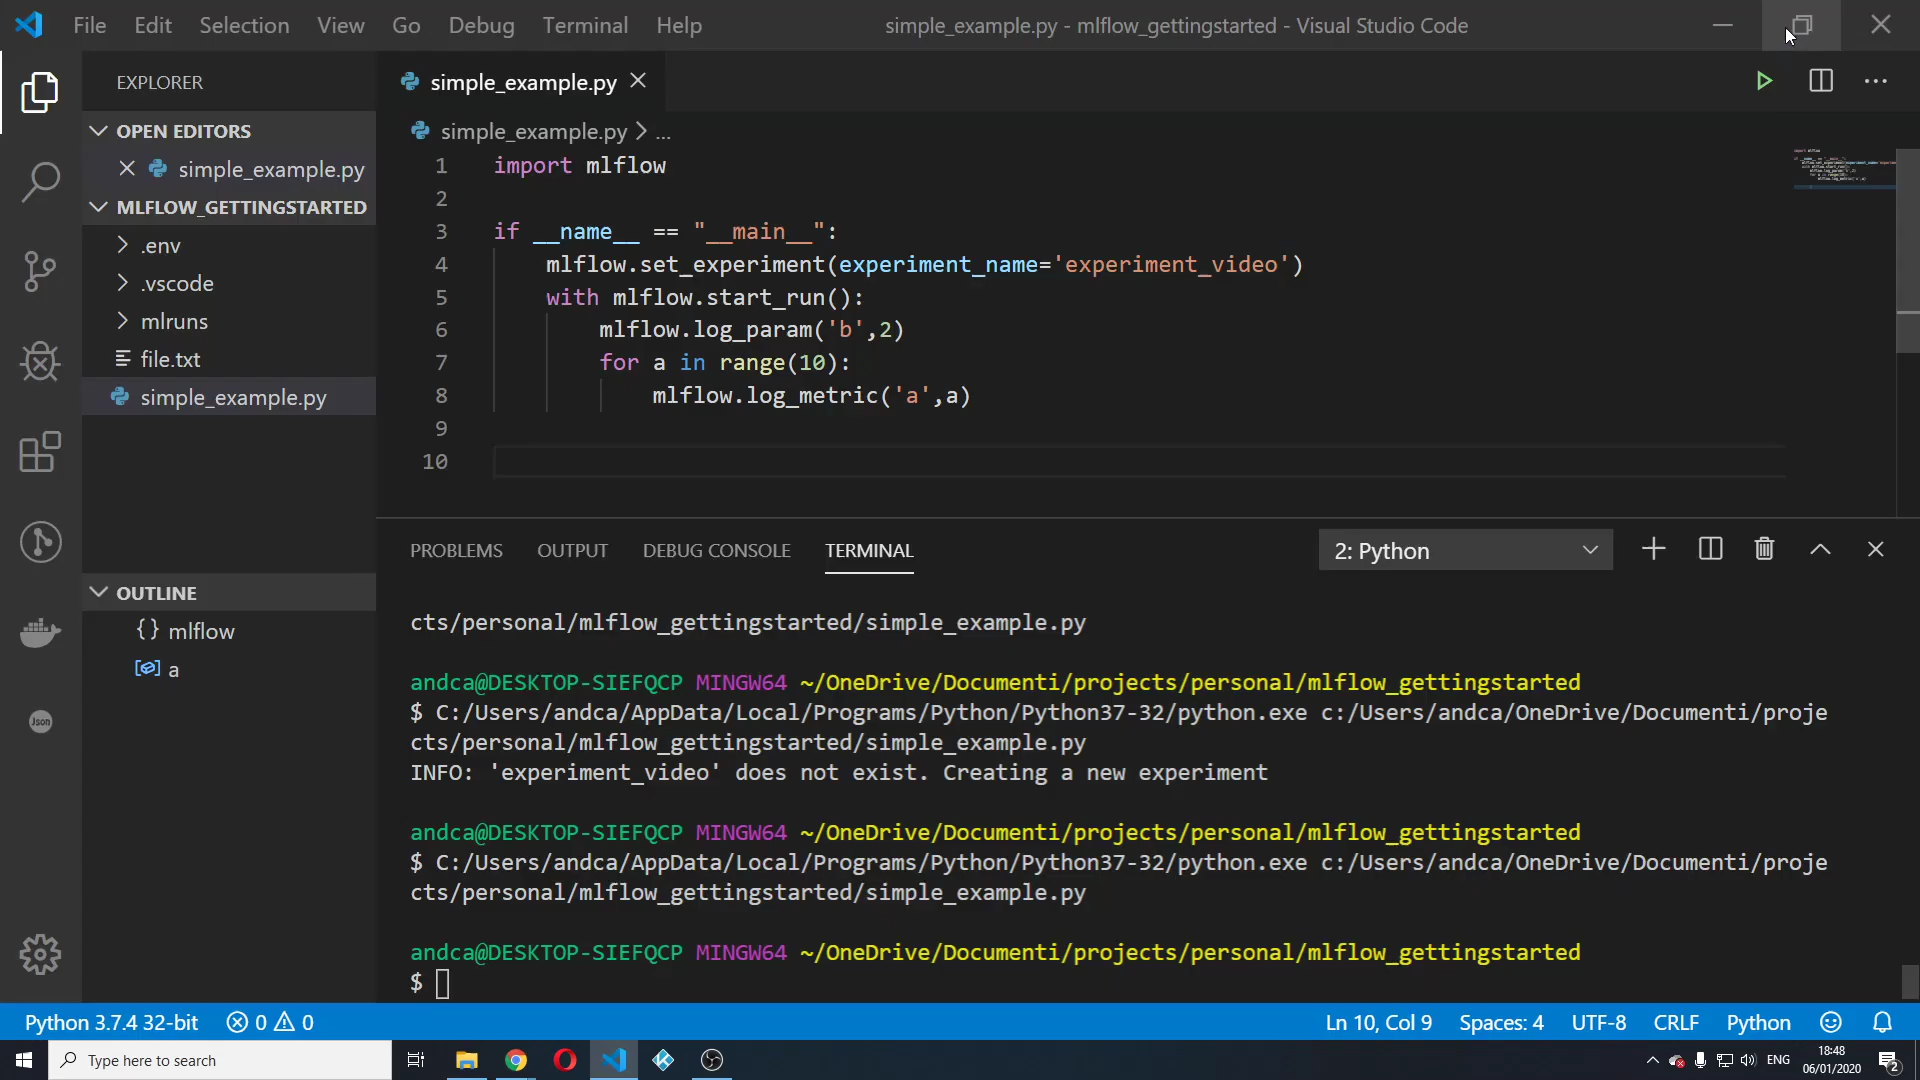 File Edit Selection View Go Debug Terminal Help
simple_example.py - mlflow_gettingstarted - Visual Studio Code
EXPLORER
OPEN EDITORS
simple_example.py
MLFLOW_GETTINGSTARTED
.env
.vscode
mlruns
file.txt
simple_example.py
OUTLINE
{} mlflow
a
Json
simple_example.py
simple_example.py > ...
1 import mlflow
2
3 if __name__ == "__main__":
4 mlflow.set_experiment(experiment_name='experiment_video')
5 with mlflow.start_run():
6 mlflow.log_param('b',2)
7 for a in range(10):
8 mlflow.log_metric('a',a)
9
10
PROBLEMS OUTPUT DEBUG CONSOLE TERMINAL
2: Python
cts/personal/mlflow_gettingstarted/simple_example.py
andca@DESKTOP-SIEFQCP MINGW64 ~/OneDrive/Documenti/projects/personal/mlflow_gettingstarted
$ C:/Users/andca/AppData/Local/Programs/Python/Python37-32/python.exe c:/Users/andca/OneDrive/Documenti/proje
cts/personal/mlflow_gettingstarted/simple_example.py
INFO: 'experiment_video' does not exist. Creating a new experiment
andca@DESKTOP-SIEFQCP MINGW64 ~/OneDrive/Documenti/projects/personal/mlflow_gettingstarted
$ C:/Users/andca/AppData/Local/Programs/Python/Python37-32/python.exe c:/Users/andca/OneDrive/Documenti/proje
cts/personal/mlflow_gettingstarted/simple_example.py
andca@DESKTOP-SIEFQCP MINGW64 ~/OneDrive/Documenti/projects/personal/mlflow_gettingstarted
$
Python 3.7.4 32-bit 0 0
Ln 10, Col 9 Spaces: 4 UTF-8 CRLF Python
Type here to search
ENG
18:48
06/01/2020
2